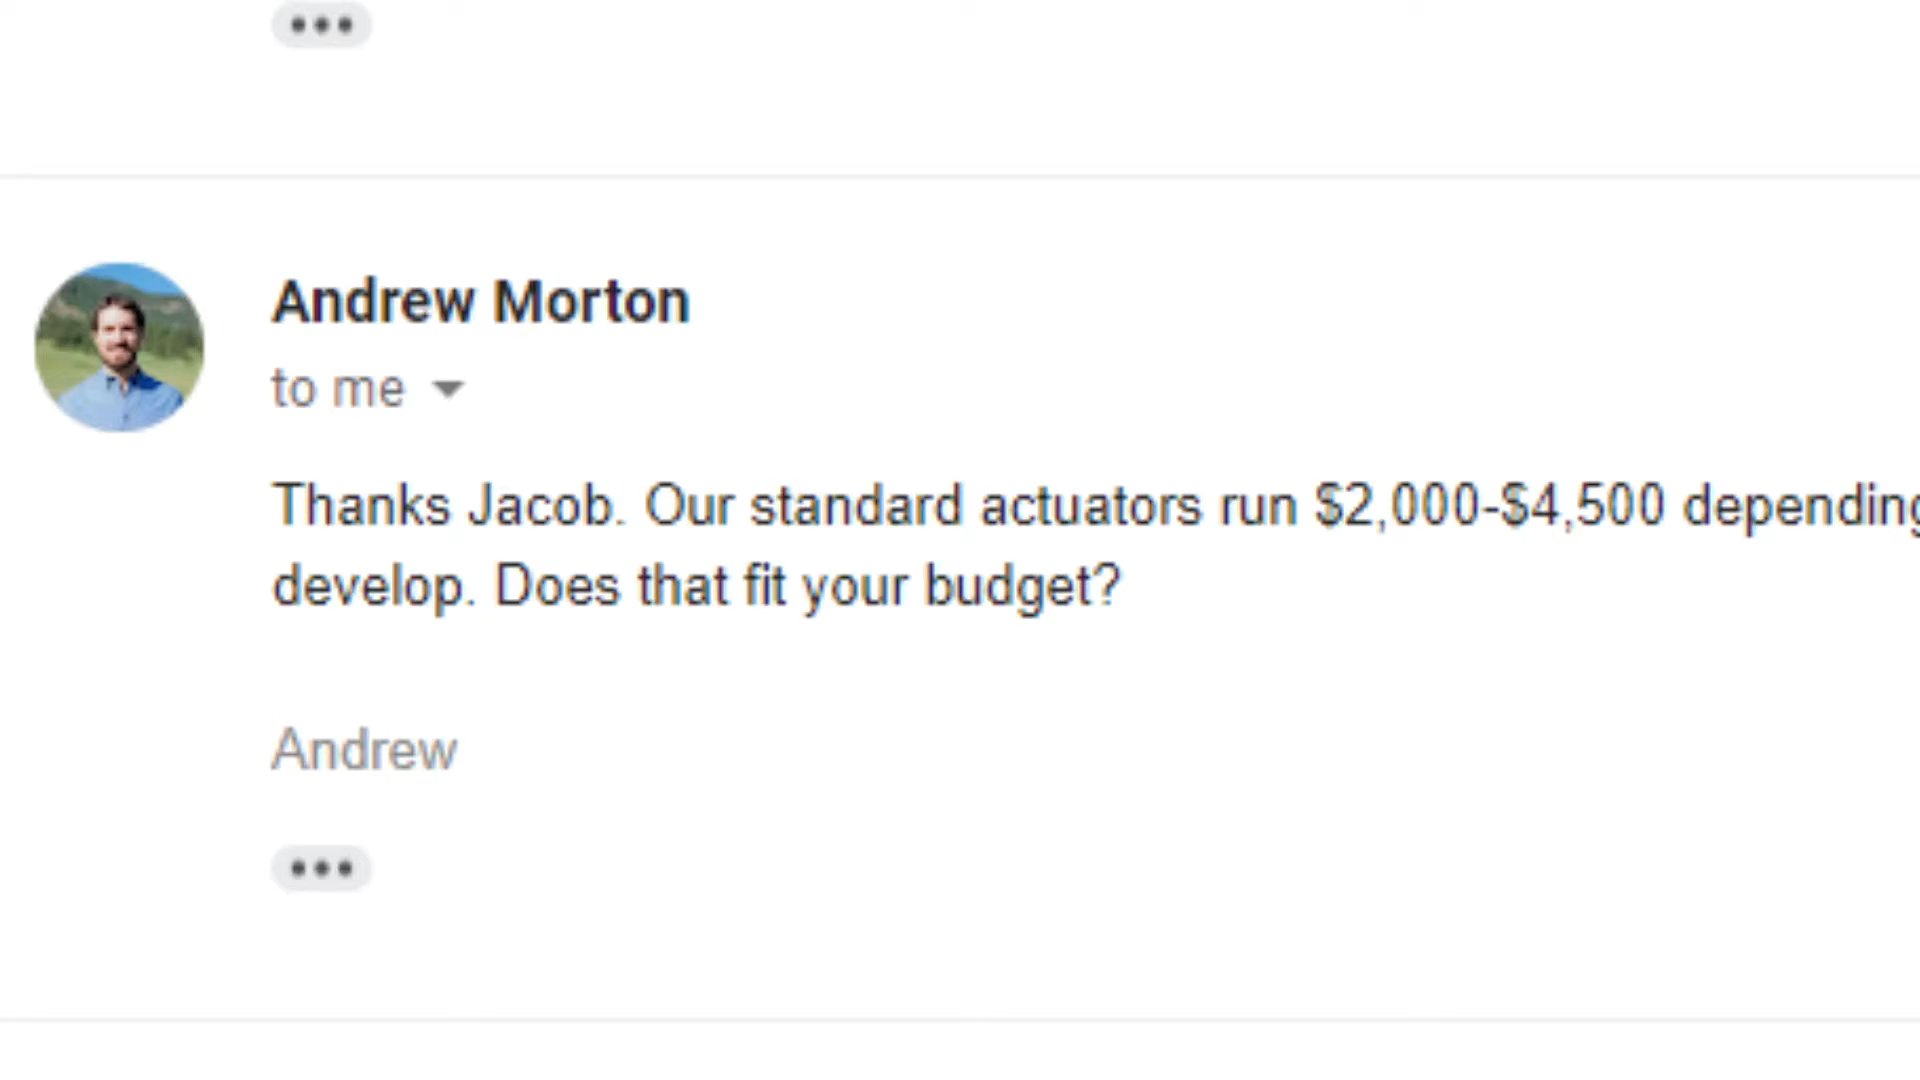 Andrew Morton
to me
Thanks Jacob. Our standard actuators run $2,000-$4,500 depending
develop. Does that fit your budget?
Andrew